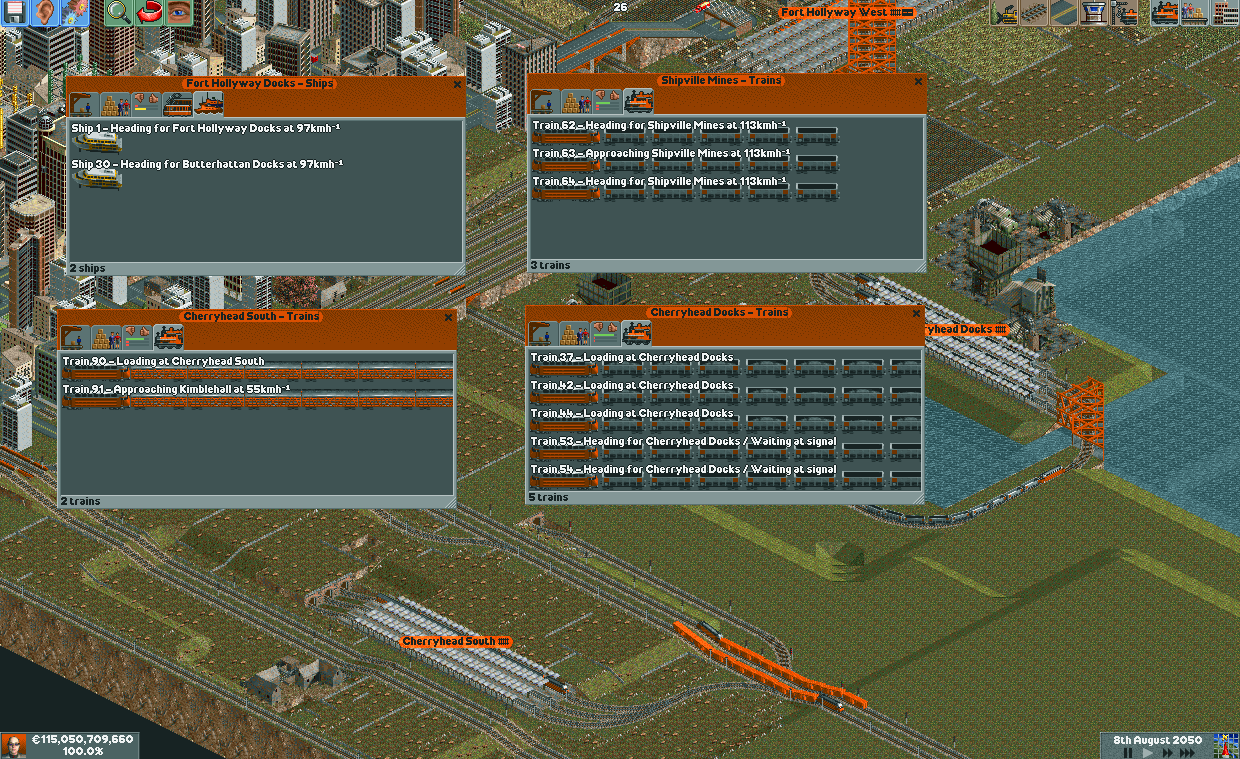 26
Fort Hollyway West
Fort Hollyway Docks - Ships
Ship 1 - Heading for Fort Hollyway Docks at 97kmh⁻¹
Ship 30 - Heading for Butterhattan Docks at 97kmh⁻¹
2 ships
Shipville Mines - Trains
Train 62 - Heading for Shipville Mines at 113kmh⁻¹
Train 63 - Approaching Shipville Mines at 113kmh⁻¹
Train 64 - Heading for Shipville Mines at 113kmh⁻¹
3 trains
Cherryhead South - Trains
Train 90 - Loading at Cherryhead South
Train 91 - Approaching Kimblehall at 55kmh⁻¹
2 trains
Cherryhead Docks - Trains
Train 37 - Loading at Cherryhead Docks
Train 42 - Loading at Cherryhead Docks
Train 44 - Loading at Cherryhead Docks
Train 53 - Heading for Cherryhead Docks / Waiting at signal
Train 54 - Heading for Cherryhead Docks / Waiting at signal
5 trains
ryhead Docks
Cherryhead South
€115,050,709,660
100.0%
8th August 2050